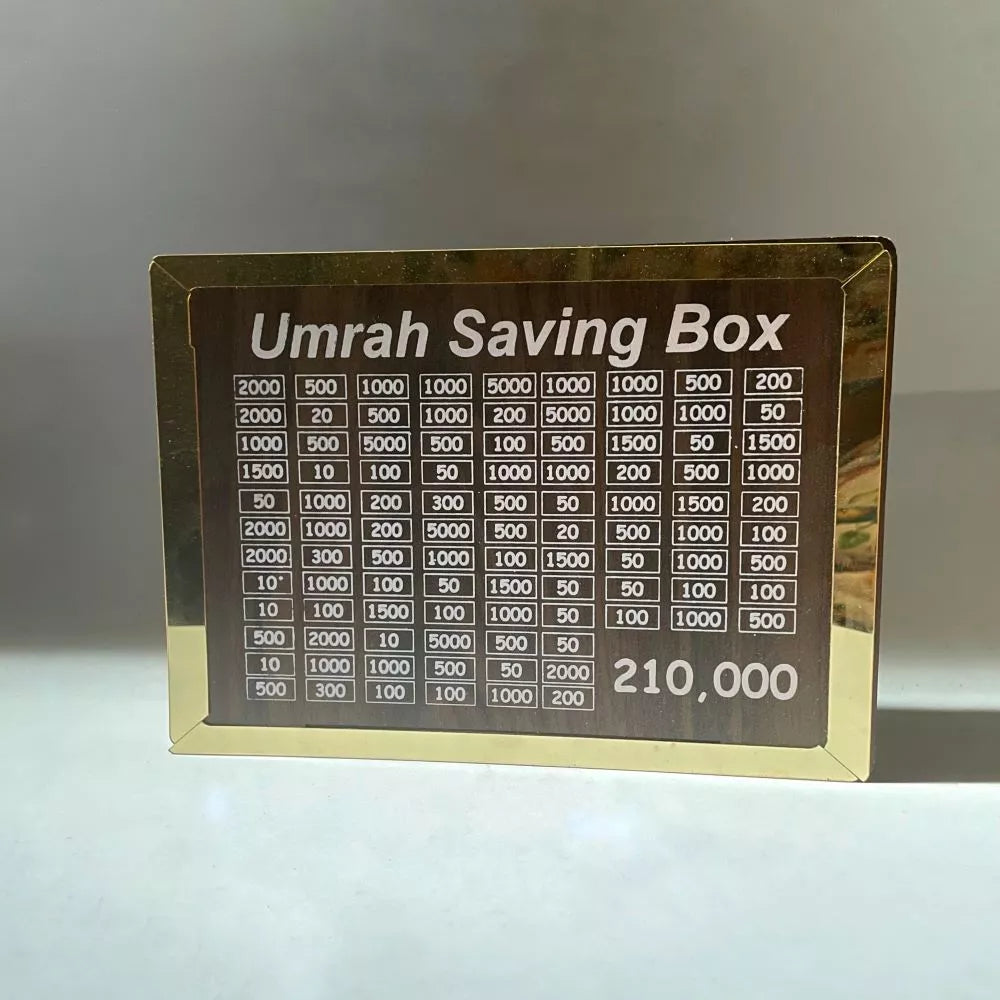 Umrah Saving Box
2000 500 1000 1000 5000 1000 1000 500 200
2000 20 500 1000 200 5000 1000 1000 50
1000 500 5000 500 100 500 1500 50 1500
1500 10 100 50 1000 1000 200 500 1000
50 1000 200 300 500 50 1000 1500 200
2000 1000 200 5000 500 20 500 1000 100
2000 300 500 1000 100 1500 50 1000 500
10 1000 100 50 1500 50 50 100 100
10 100 1500 100 1000 50 100 1000 500
500 2000 10 5000 500 50
10 1000 1000 500 50 2000
500 300 100 100 1000 200
210,000